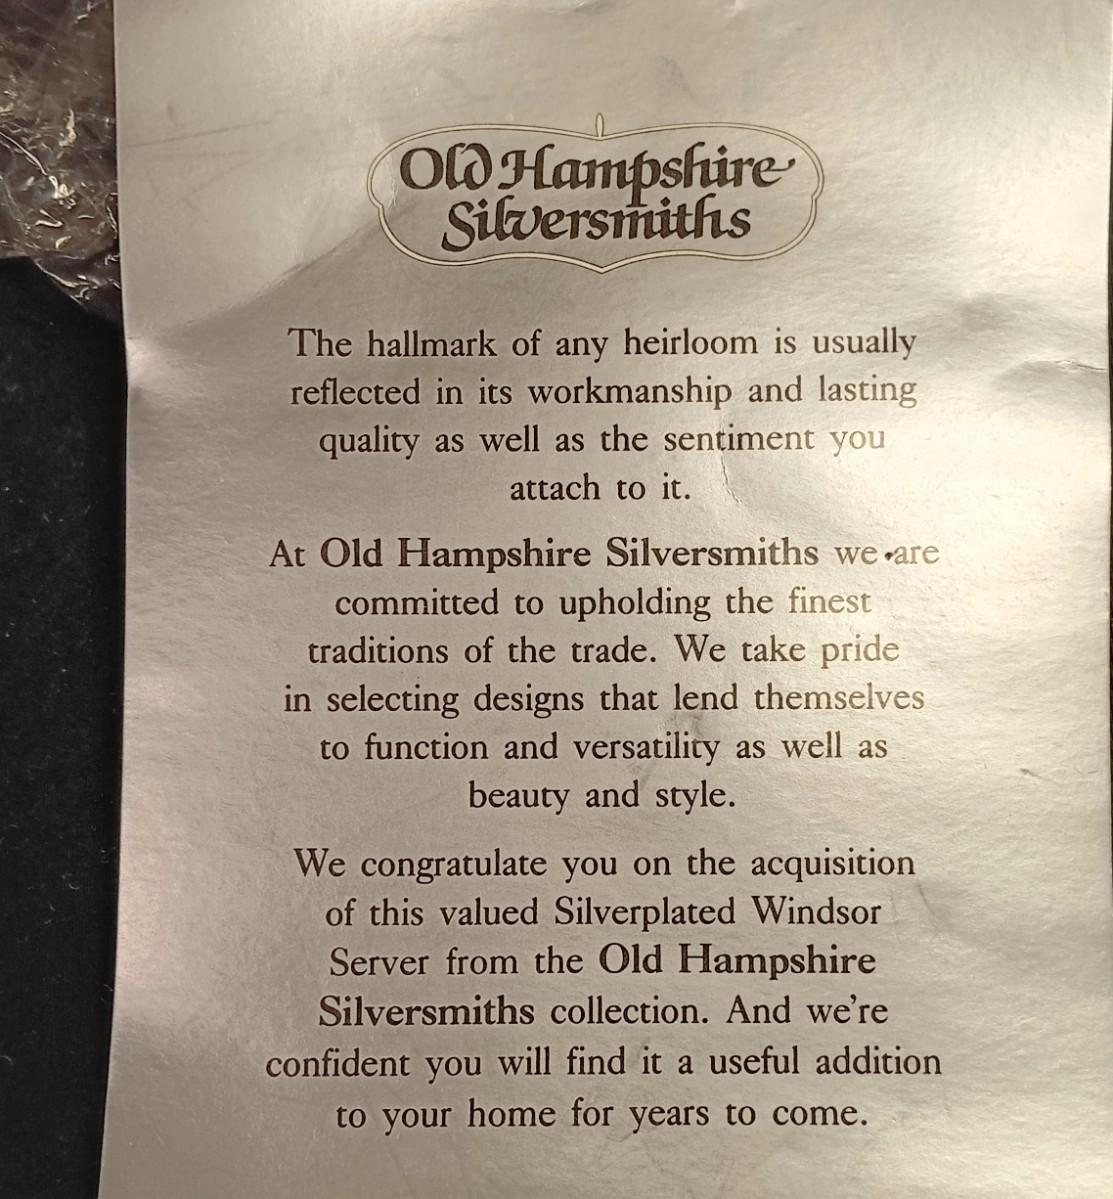 Old Hampshire
Silversmiths
The hallmark of any heirloom is usually
reflected in its workmanship and lasting
quality as well as the sentiment you
attach to it.
At Old Hampshire Silversmiths we are
committed to upholding the finest
traditions of the trade. We take pride
in selecting designs that lend themselves
to function and versatility as well as
beauty and style.
We congratulate you on the acquisition
of this valued Silverplated Windsor
Server from the Old Hampshire
Silversmiths collection. And we're
confident you will find it a useful addition
to your home for years to come.